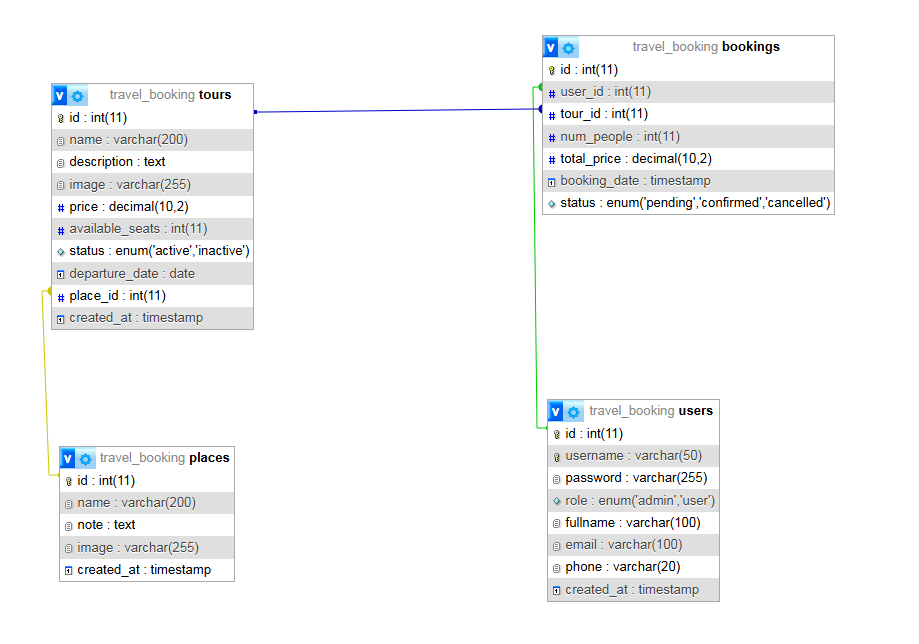 travel_booking tours
id : int(11)
name : varchar(200)
description : text
image : varchar(255)
price : decimal(10,2)
available_seats : int(11)
status : enum('active','inactive')
departure_date : date
place_id : int(11)
created_at : timestamp
travel_booking bookings
id : int(11)
user_id : int(11)
tour_id : int(11)
num_people : int(11)
total_price : decimal(10,2)
booking_date : timestamp
status : enum('pending','confirmed','cancelled')
travel_booking places
id : int(11)
name : varchar(200)
note : text
image : varchar(255)
created_at : timestamp
travel_booking users
id : int(11)
username : varchar(50)
password : varchar(255)
role : enum('admin','user')
fullname : varchar(100)
email : varchar(100)
phone : varchar(20)
created_at : timestamp